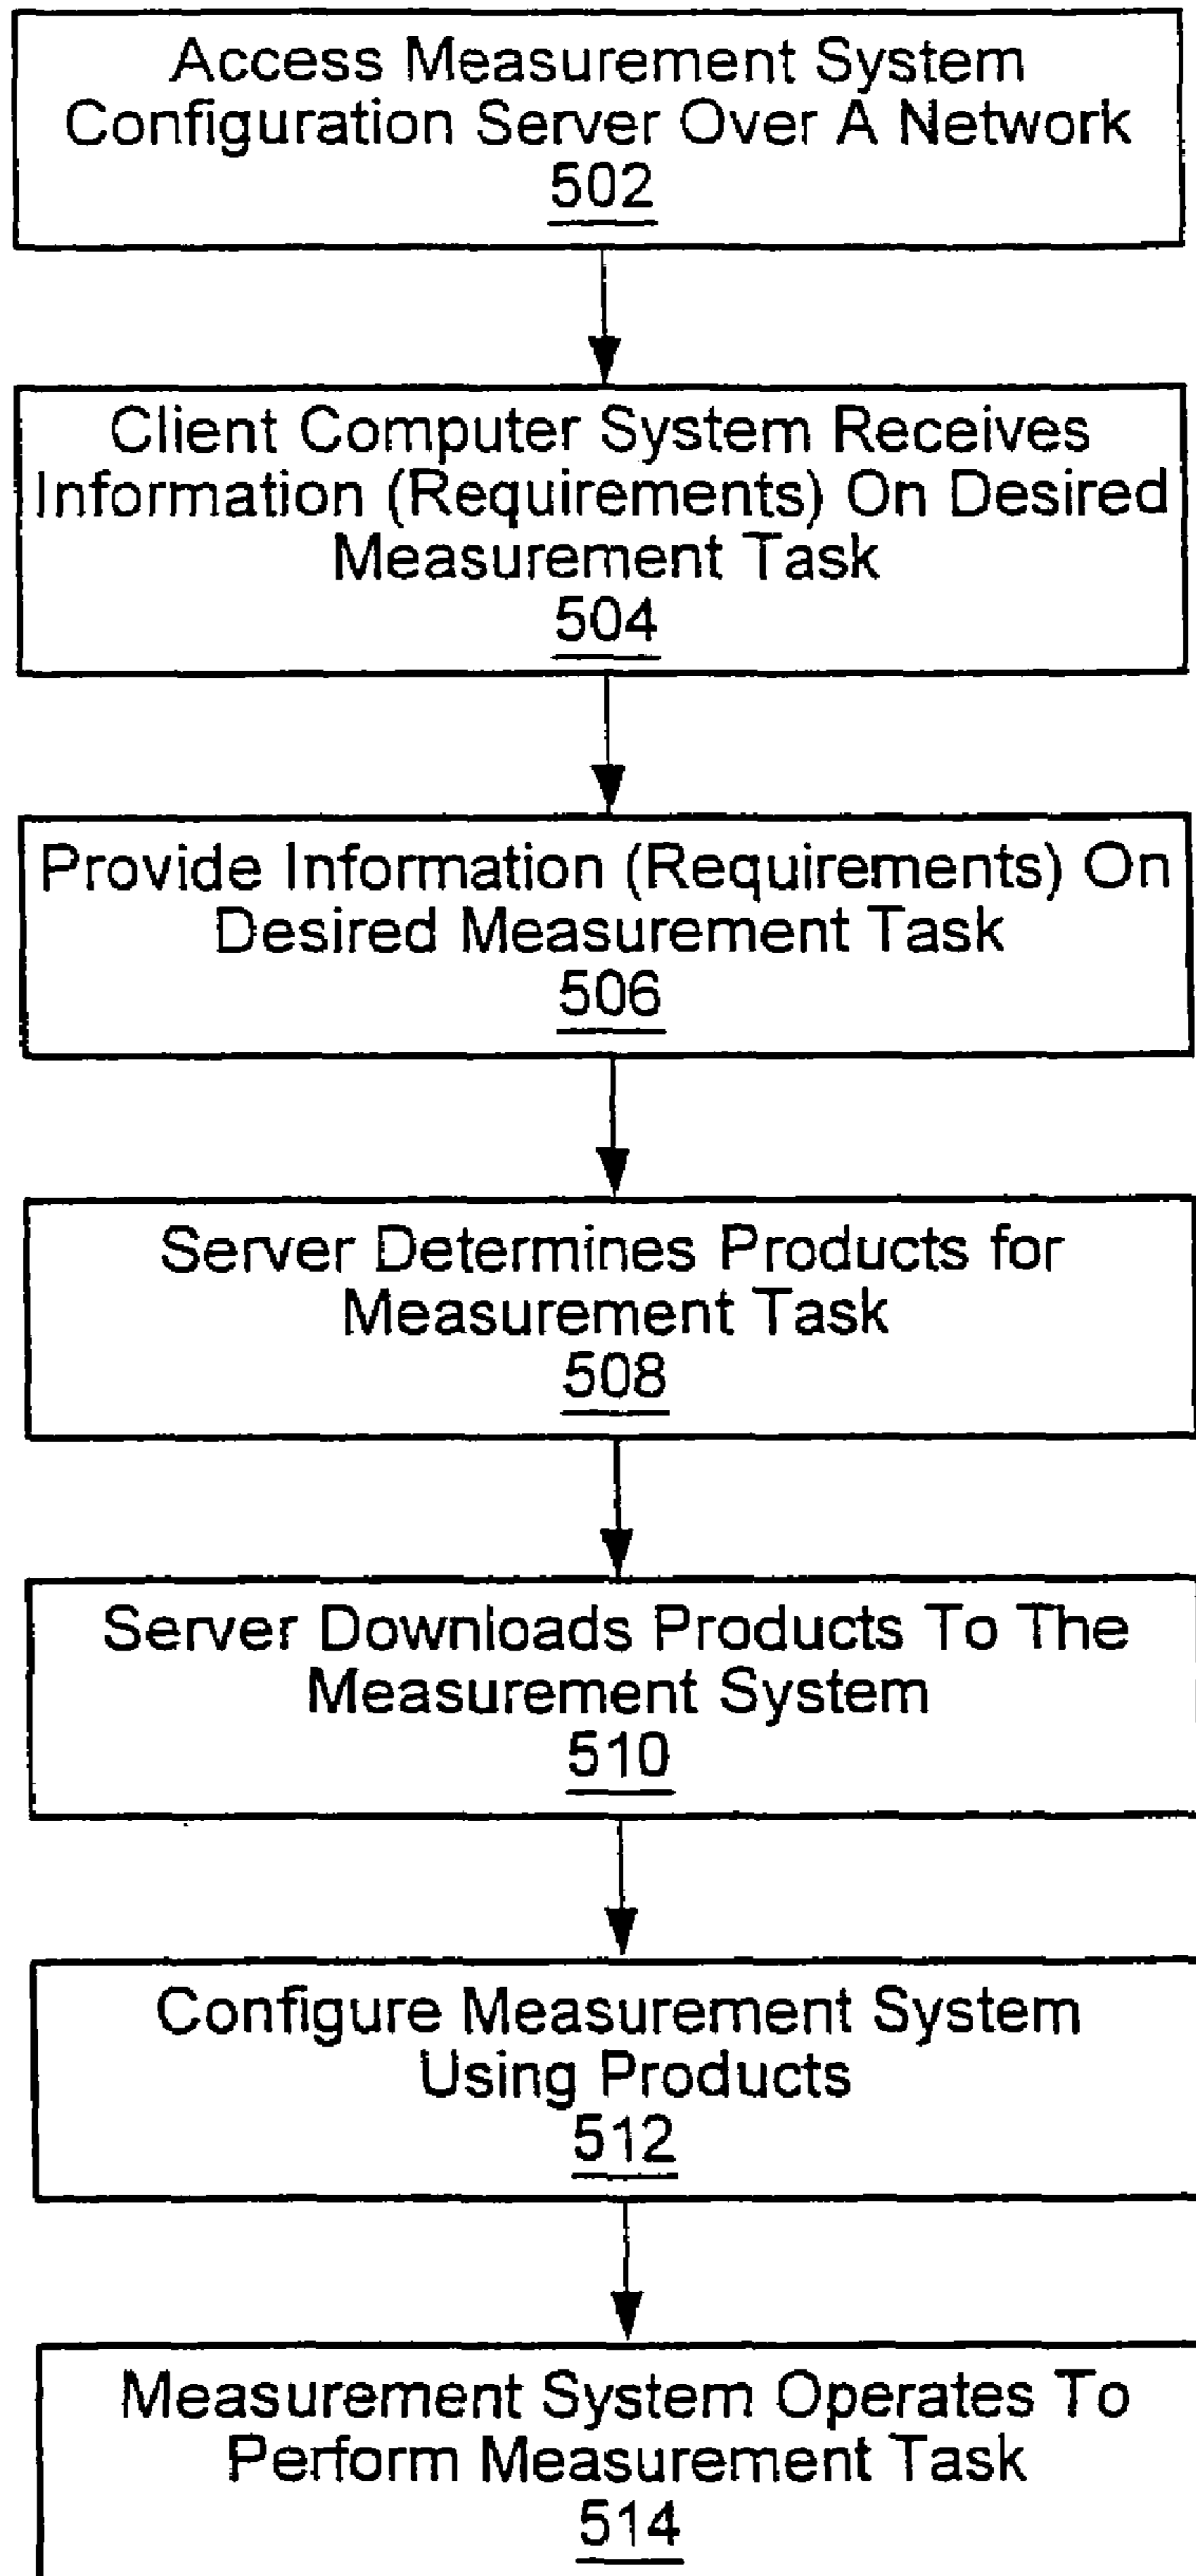 Access Measurement System
Configuration Server Over A Network
502
Client Computer System Receives
Information (Requirements) On Desired
Measurement Task
504
Provide Information (Requirements) On
Desired Measurement Task
506
Server Determines Products for
Measurement Task
508
Server Downloads Products To The
Measurement System
510
Configure Measurement System
Using Products
512
Measurement System Operates To
Perform Measurement Task
514